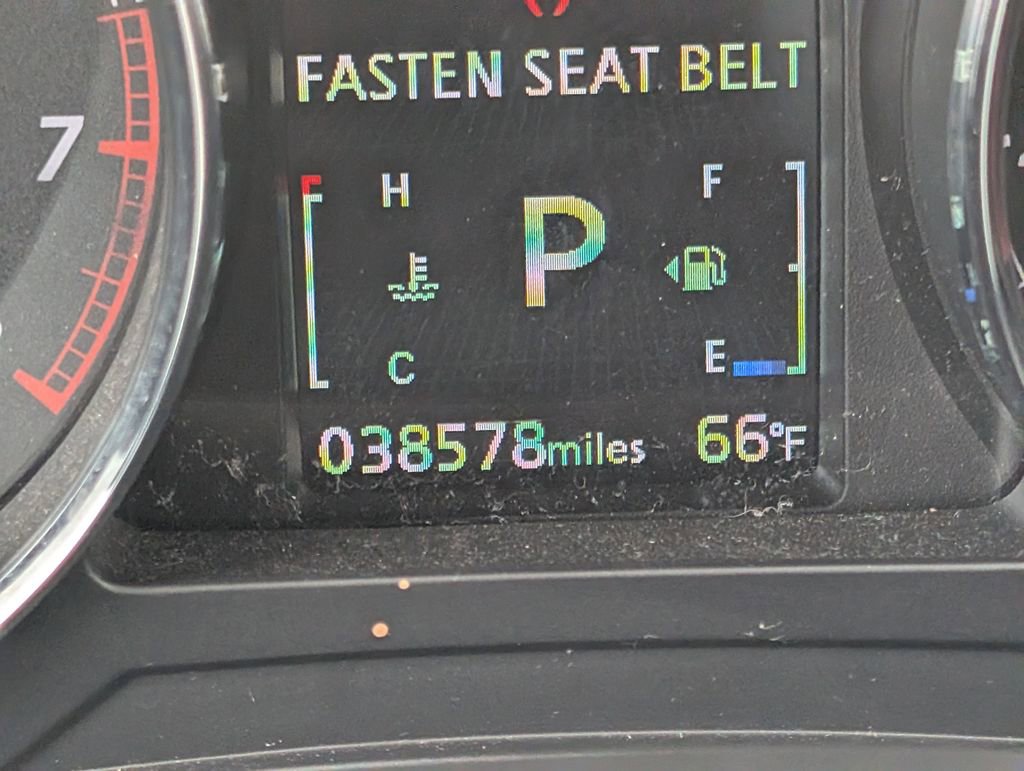 FASTEN SEAT BELT
7
H
F
P
C
E
038578miles 66°F